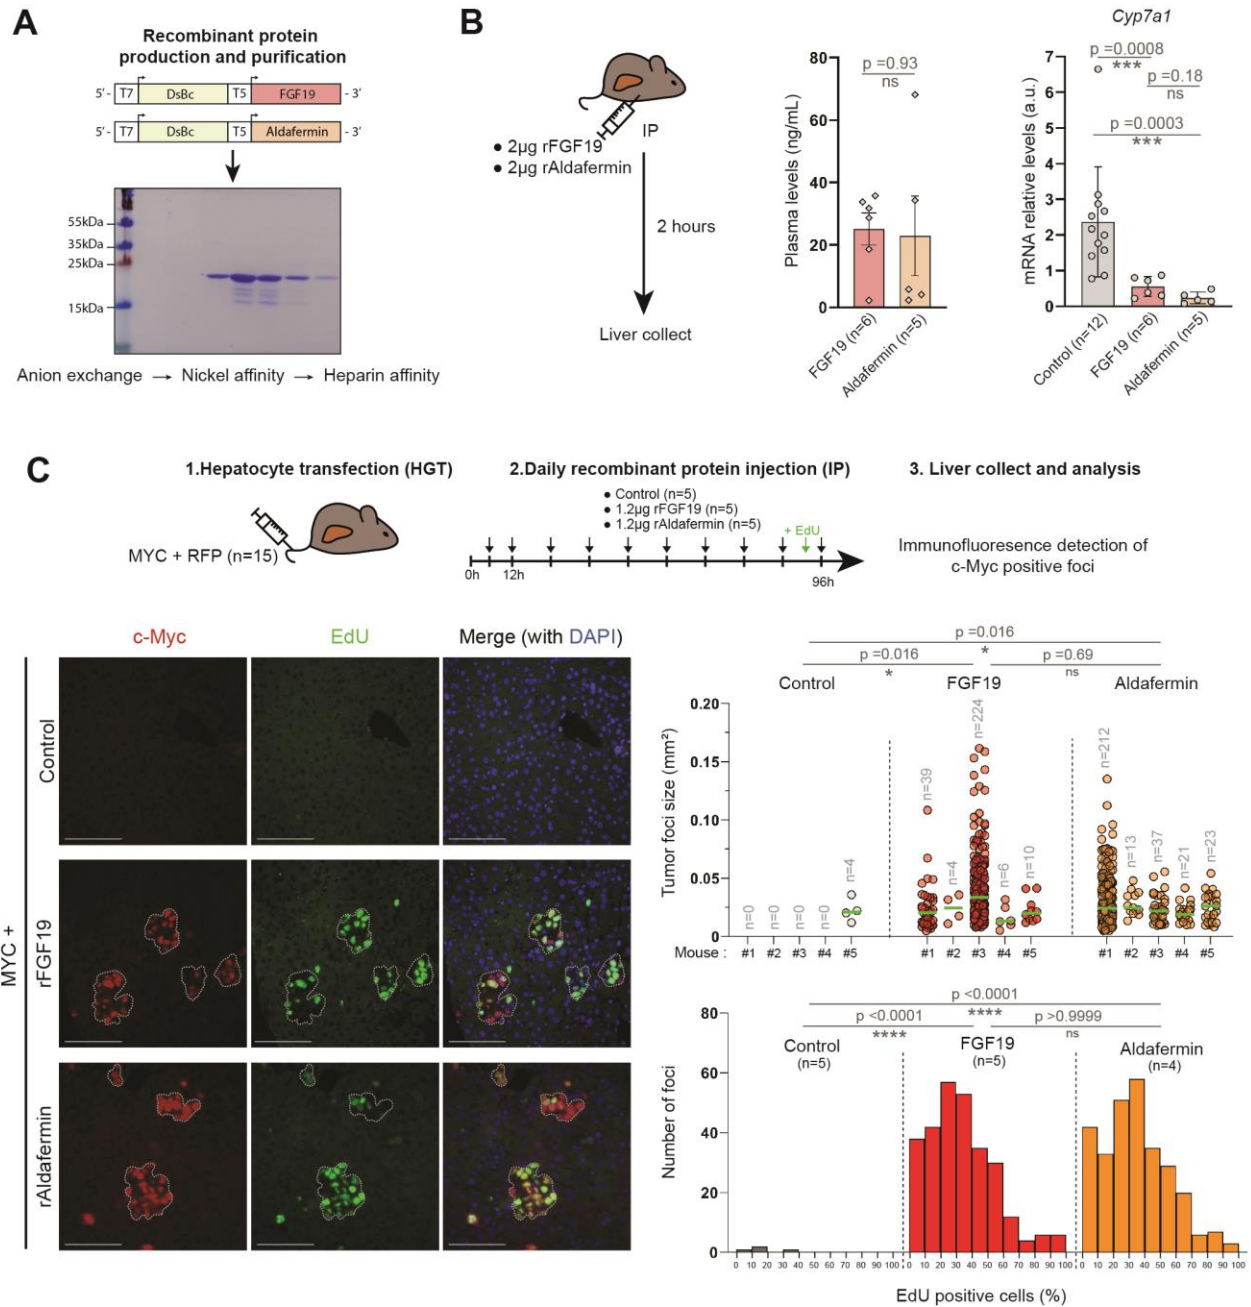 A
Recombinant protein
production and purification
5′ - T7 DsBc T5 FGF19 - 3′
5′ - T7 DsBc T5 Aldafermin - 3′
55kDa
35kDa
25kDa
15kDa
Anion exchange → Nickel affinity → Heparin affinity
B
IP
● 2µg rFGF19
● 2µg rAldafermin
2 hours
Liver collect
Plasma levels (ng/mL)
80
60
40
20
0
p =0.93
ns
FGF19 (n=6)
Aldafermin (n=5)
Cyp7a1
mRNA relative levels (a.u.)
7
6
5
4
3
2
1
0
p =0.0008
***
p =0.18
ns
p =0.0003
***
Control (n=12)
FGF19 (n=6)
Aldafermin (n=5)
C
1.Hepatocyte transfection (HGT)
MYC + RFP (n=15)
2.Daily recombinant protein injection (IP)
● Control (n=5)
● 1.2µg rFGF19 (n=5)
● 1.2µg rAldafermin (n=5)
+ EdU
0h
12h
96h
3. Liver collect and analysis
Immunofluoresence detection of
c-Myc positive foci
c-Myc
EdU
Merge (with DAPI)
MYC +
Control
rFGF19
rAldafermin
p =0.016
*
p =0.016
*
p =0.69
ns
Control
FGF19
Aldafermin
Tumor foci size (mm²)
0.20
0.15
0.10
0.05
0
n=0
n=0
n=0
n=0
n=4
n=39
n=4
n=224
n=6
n=10
n=212
n=13
n=37
n=21
n=23
Mouse : #1 #2 #3 #4 #5 #1 #2 #3 #4 #5 #1 #2 #3 #4 #5
p <0.0001
****
p <0.0001
****
p >0.9999
ns
Control
(n=5)
FGF19
(n=5)
Aldafermin
(n=4)
Number of foci
80
60
40
20
0
0 10 20 30 40 50 60 70 80 90 100 0 10 20 30 40 50 60 70 80 90 100 0 10 20 30 40 50 60 70 80 90 100
EdU positive cells (%)